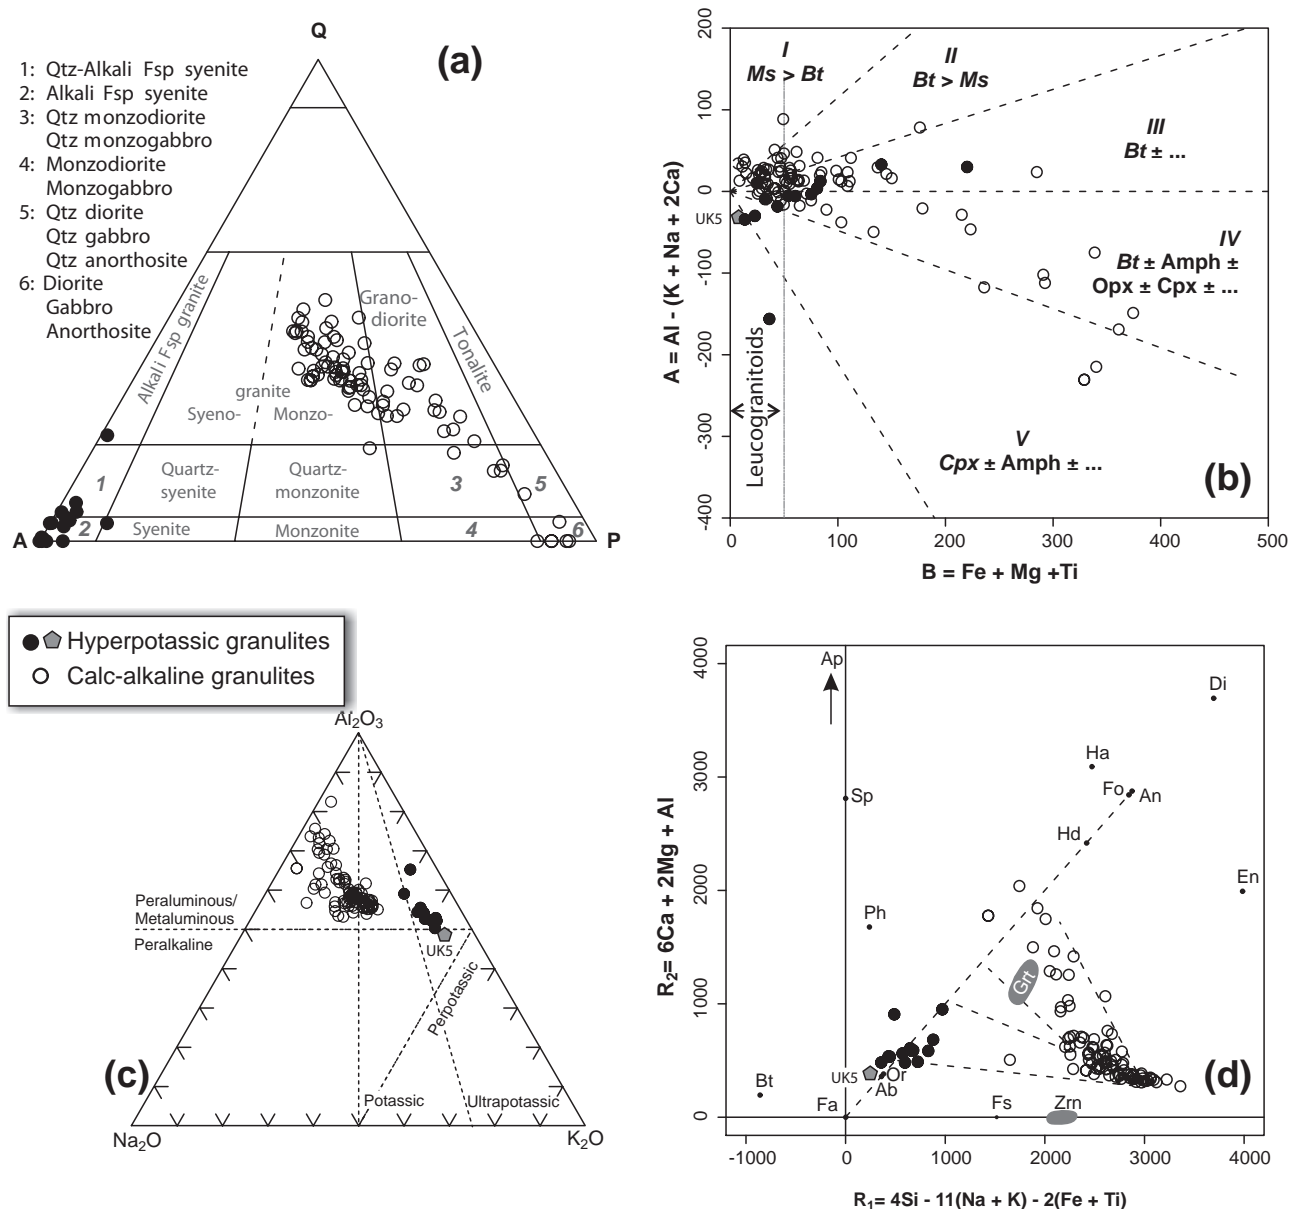 Q
(a)
1: Qtz-Alkali Fsp syenite
2: Alkali Fsp syenite
3: Qtz monzodiorite
Qtz monzogabbro
4: Monzodiorite
Monzogabbro
5: Qtz diorite
Qtz gabbro
Qtz anorthosite
6: Diorite
Gabbro
Anorthosite
Alkali Fsp granite
Grano-
diorite
Tonalite
granite
Syeno- Monzo-
1
Quartz-
syenite
Quartz-
monzonite
3
5
A
2
Syenite
Monzonite
4
6
P
200
100
0
-100
-200
-300
-400
A = Al - (K + Na + 2Ca)
I
Ms > Bt
II
Bt > Ms
III
Bt ± ...
UK5
IV
Bt ± Amph ±
Opx ± Cpx ± ...
Leucogranitoids
V
Cpx ± Amph ± ...
(b)
0 100 200 300 400 500
B = Fe + Mg +Ti
Hyperpotassic granulites
Calc-alkaline granulites
Al₂O₃
Peraluminous/
Metaluminous
Peralkaline
UK5
Perpotassic
(c)
Potassic
Ultrapotassic
Na₂O
K₂O
4000
3000
2000
1000
0
R₂= 6Ca + 2Mg + Al
Ap
Di
Ha
Fo
An
Sp
Hd
En
Ph
Grt
UK5
Or
Ab
(d)
Bt
Fa
Fs
Zrn
-1000 0 1000 2000 3000 4000
R₁= 4Si - 11(Na + K) - 2(Fe + Ti)